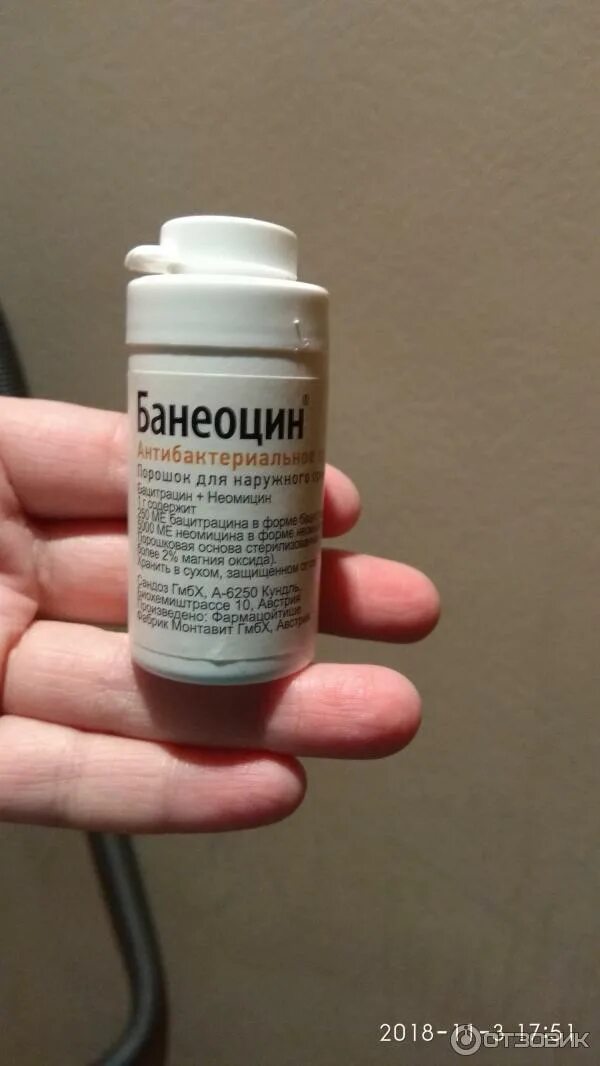 Банеоцин®
Антибактериальное
Порошок для наружного
Бацитрацин + Неомицин
1 г содержит
250 МЕ бацитрацина в форме
5000 МЕ неомицина в форме
Порошковая основа
более 2% магния оксида).
Хранить в сухом, защищенном от
Сандоз ГмбХ, А-6250 Кундль,
Биохемиштрассе 10, Австрия
Произведено: Фармацойтише
Фабрик Монтавит ГмбХ,
2018-11-3 17:51
ОТЗОВИК